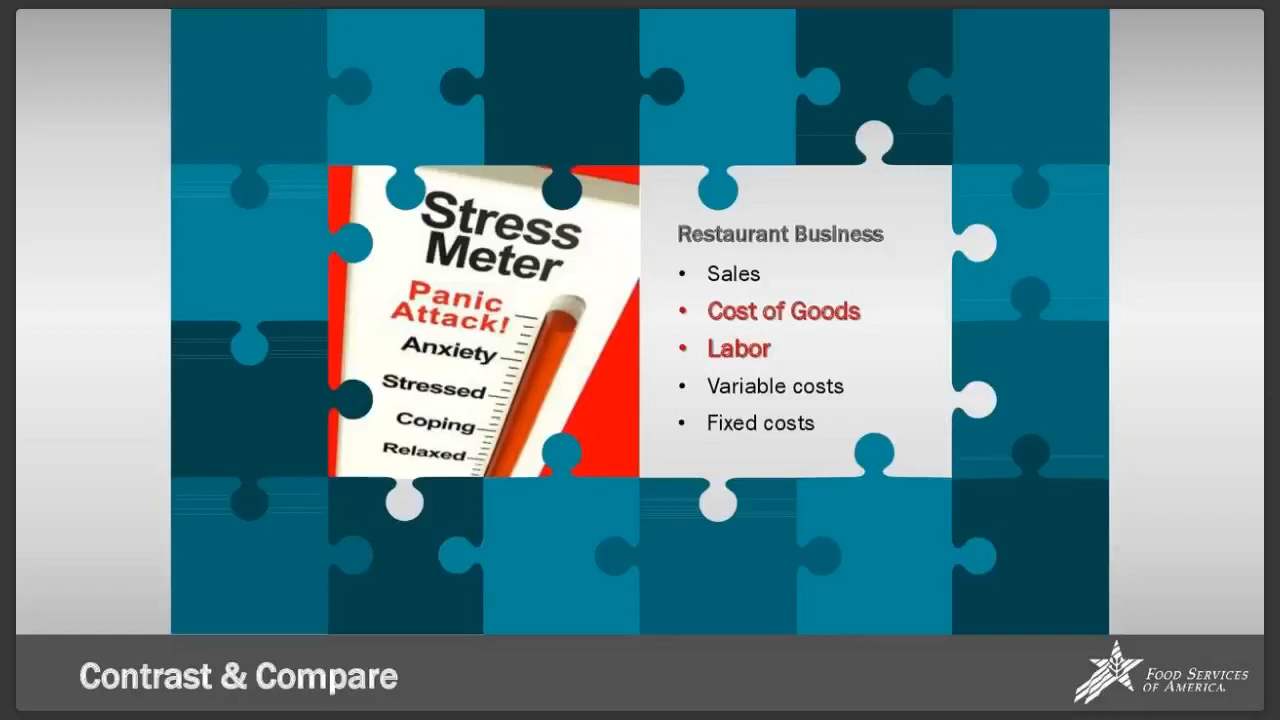 Stress
Meter
Panic
Attack!
Anxiety
Stressed
Coping
Relaxed
Restaurant Business
• Sales
• Cost of Goods
• Labor
• Variable costs
• Fixed costs
Contrast & Compare
FOOD SERVICES
OF AMERICA.